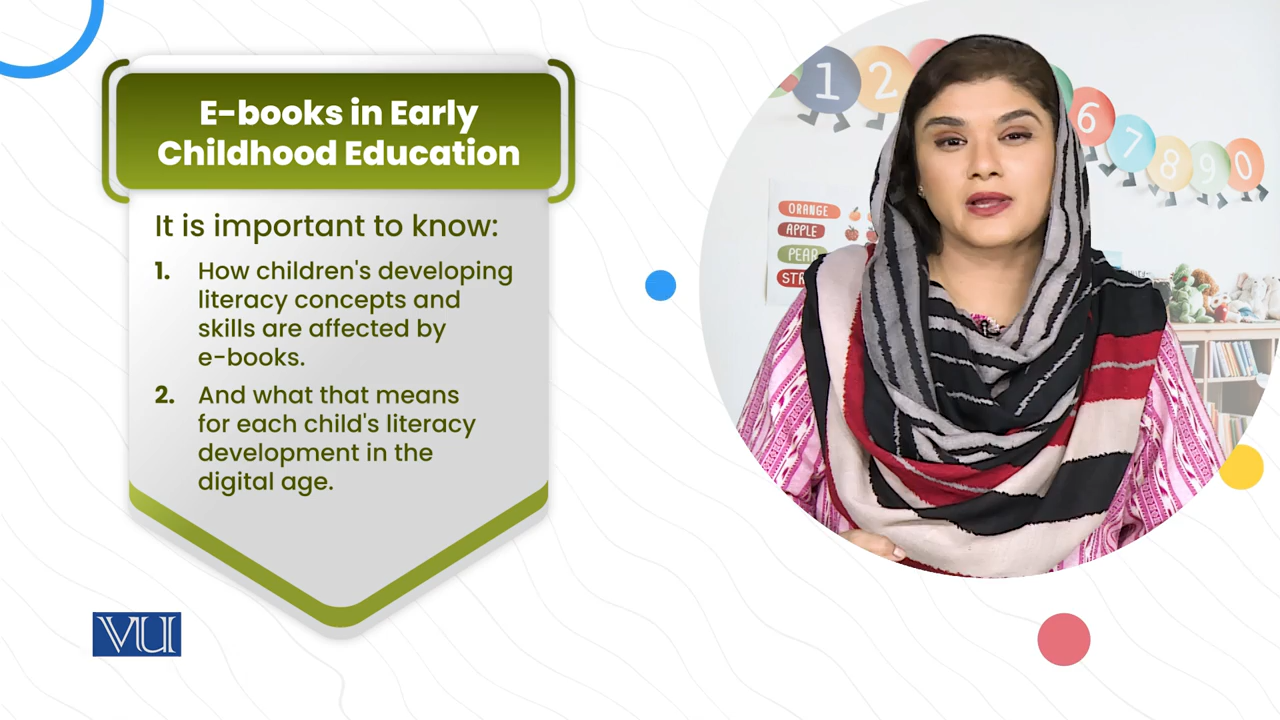 E-books in Early
Childhood Education
It is important to know:
1. How children's developing
literacy concepts and
skills are affected by
e-books.
2. And what that means
for each child's literacy
development in the
digital age.
VU
1 2 6 7 8 9 0
ORANGE
APPLE
PEAR